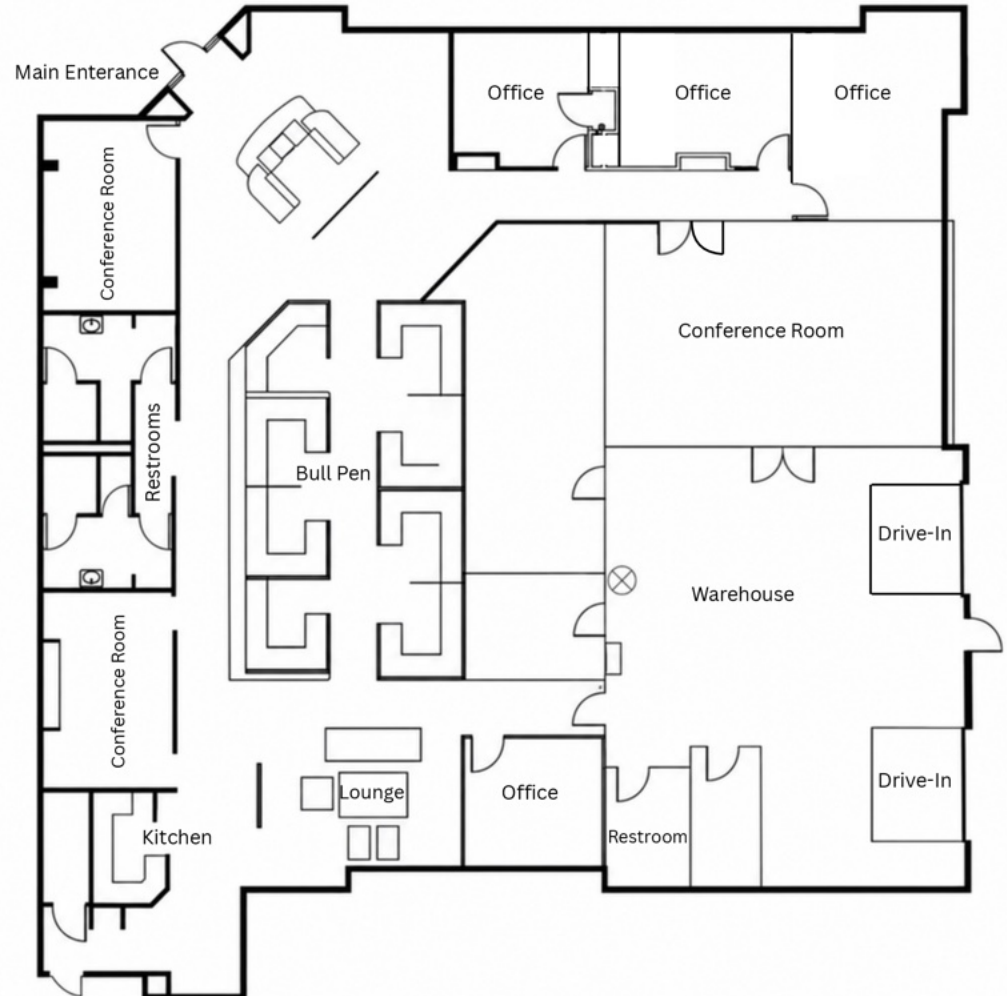 Main Enterance
Office
Office
Office
Conference Room
Conference Room
Restrooms
Bull Pen
Drive-In
Warehouse
Conference Room
Drive-In
Lounge
Office
Kitchen
Restroom